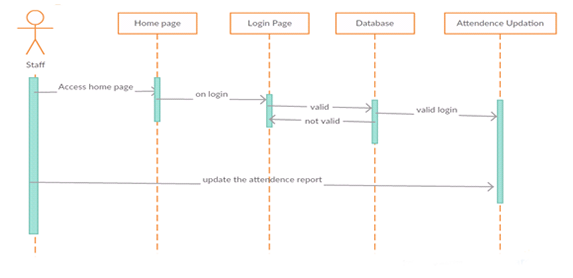 Home page
Login Page
Database
Attendence Updation
Staff
Access home page
on login
valid
valid login
not valid
update the attendence report